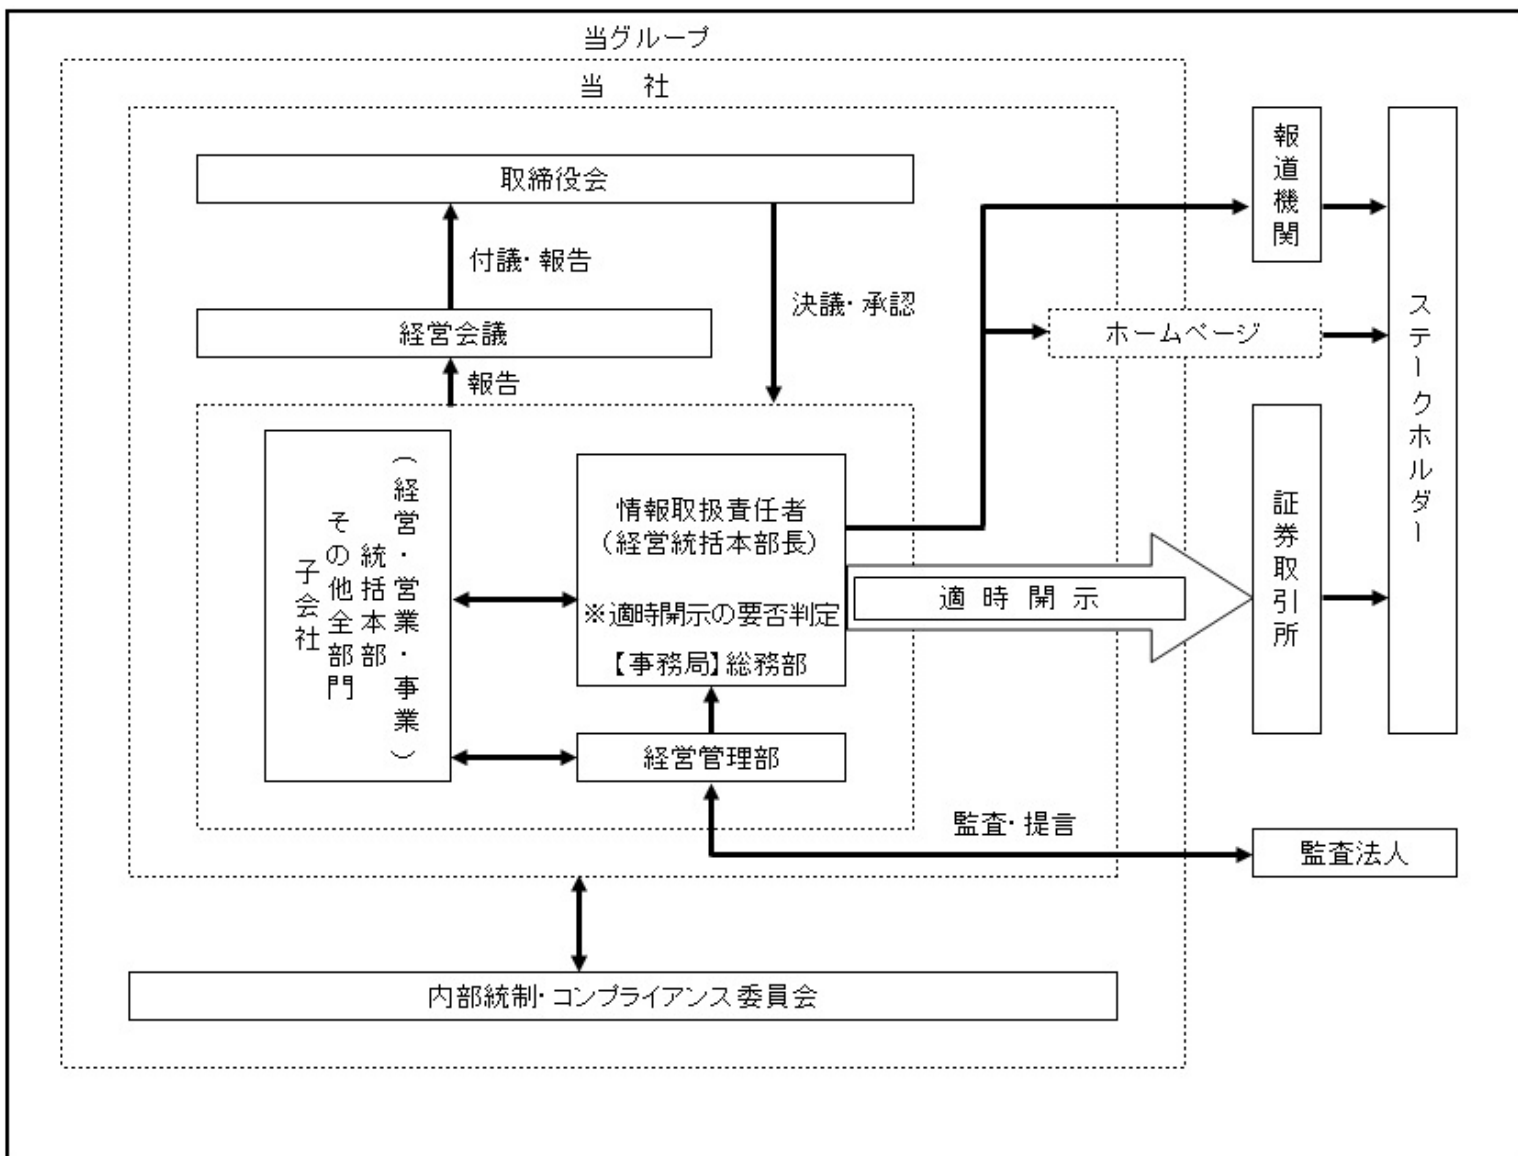 当グループ
当 社
取締役会
付議・報告
決議・承認
経営会議
報告
（経営・営業・事業）
統括本部
その他全部門
子会社
情報取扱責任者
（経営統括本部長）
※適時開示の要否判定
【事務局】総務部
経営管理部
適時開示
報道機関
ホームページ
証券取引所
ステークホルダー
監査・提言
監査法人
内部統制・コンプライアンス委員会